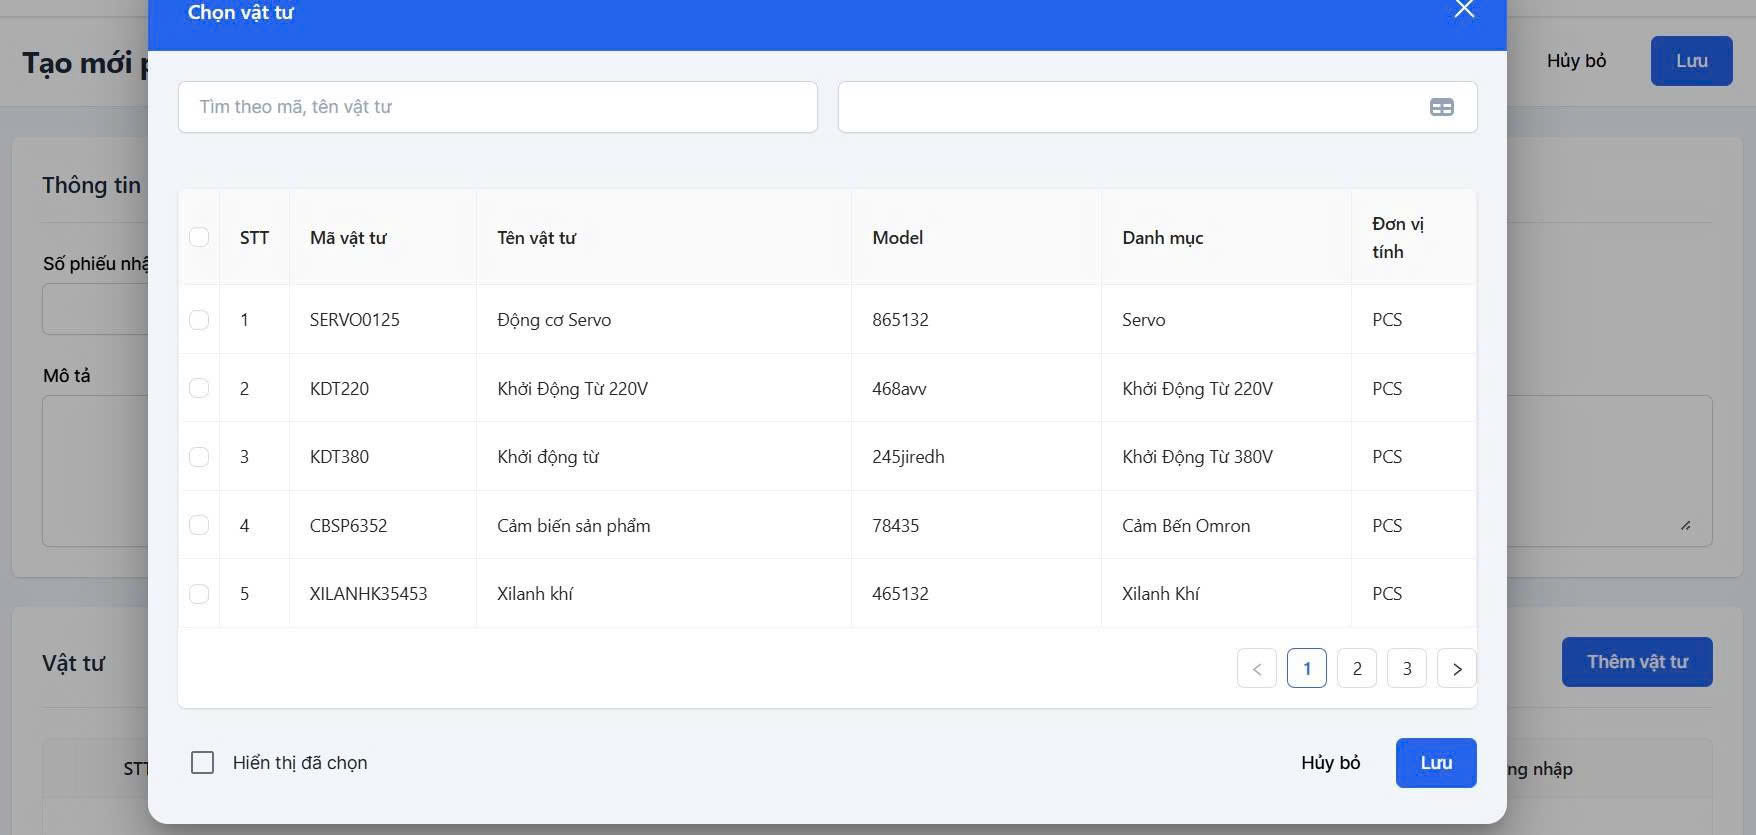 Chọn vật tư
Tạo mới
Hủy bỏ
Lưu
Tìm theo mã, tên vật tư
Thông tin
Số phiếu
Mô tả
STT Mã vật tư Tên vật tư Model Danh mục Đơn vị tính
1 SERVO0125 Động cơ Servo 865132 Servo PCS
2 KDT220 Khởi Động Từ 220V 468avv Khởi Động Từ 220V PCS
3 KDT380 Khởi động từ 245jiredh Khởi Động Từ 380V PCS
4 CBSP6352 Cảm biến sản phẩm 78435 Cảm Bến Omron PCS
5 XILANHK35453 Xilanh khí 465132 Xilanh Khí PCS
< 1 2 3 >
Vật tư
Thêm vật tư
Hiển thị đã chọn
Hủy bỏ
Lưu
STT
nhập